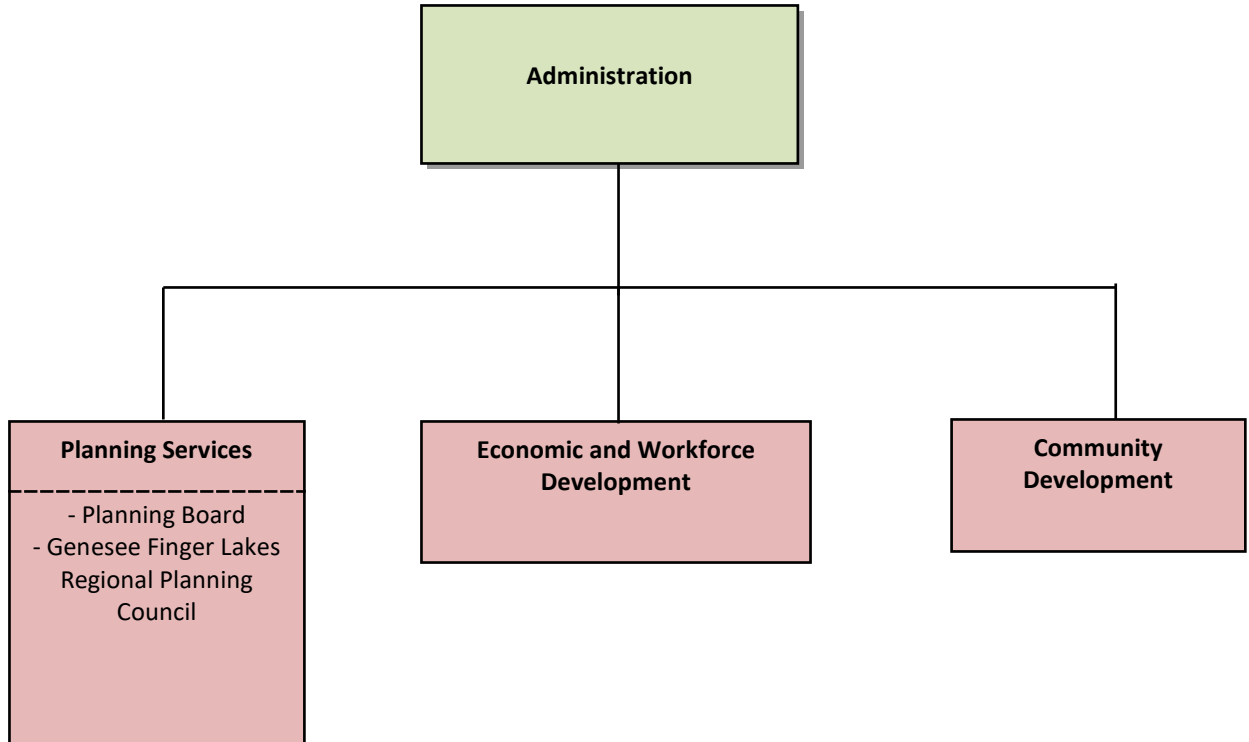 Administration
Planning Services
- Planning Board
- Genesee Finger Lakes
Regional Planning
Council
Economic and Workforce
Development
Community
Development